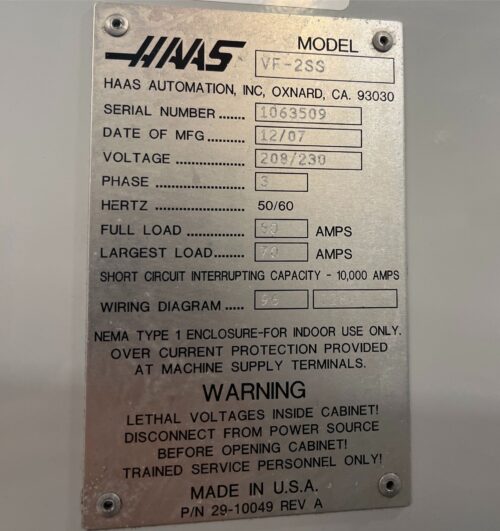 HAAS MODEL VF-2SS
HAAS AUTOMATION, INC, OXNARD, CA. 93030
SERIAL NUMBER ....... 1063509
DATE OF MFG ........... 12/07
VOLTAGE ................. 208/230
PHASE ...................... 3
HERTZ ...................... 50/60
FULL LOAD ............... AMPS
LARGEST LOAD....... 70 AMPS
SHORT CIRCUIT INTERRUPTING CAPACITY - 10,000 AMPS
WIRING DIAGRAM ..... 96
NEMA TYPE 1 ENCLOSURE-FOR INDOOR USE ONLY.
OVER CURRENT PROTECTION PROVIDED
AT MACHINE SUPPLY TERMINALS.
WARNING
LETHAL VOLTAGES INSIDE CABINET!
DISCONNECT FROM POWER SOURCE
BEFORE OPENING CABINET!
TRAINED SERVICE PERSONNEL ONLY!
MADE IN U.S.A.
P/N 29-10049 REV A